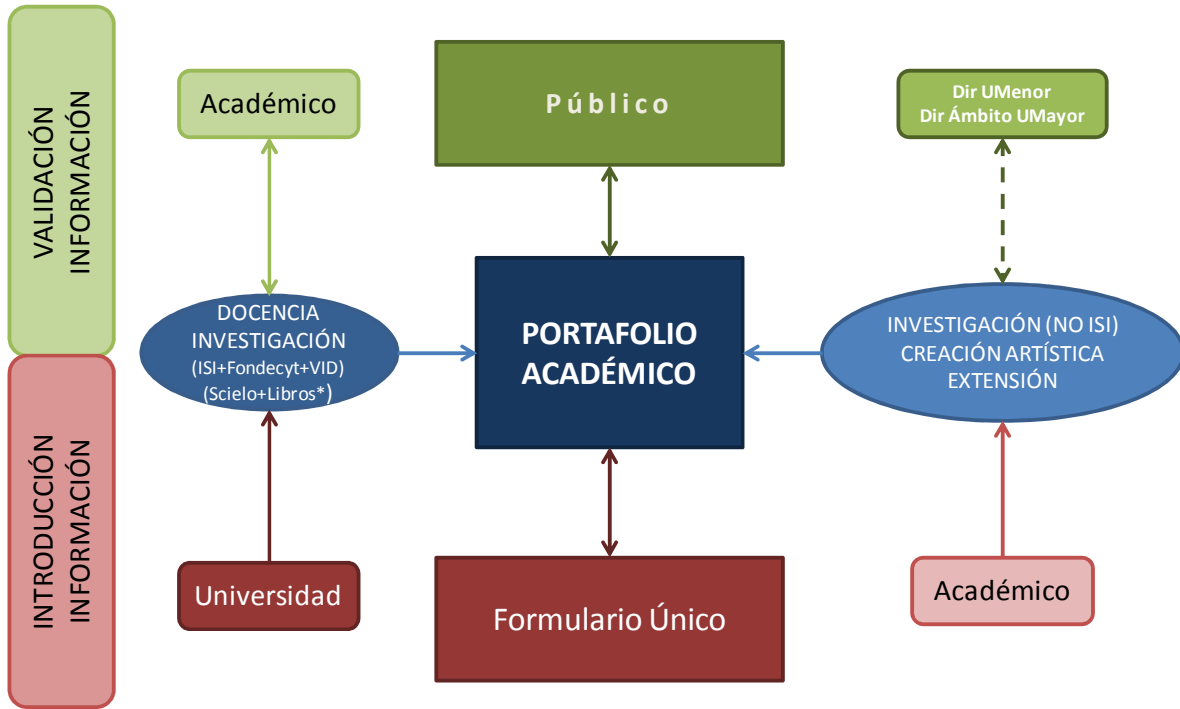 VALIDACIÓN
INFORMACIÓN
Académico
Público
Dir UMenor
Dir Ámbito UMayor
DOCENCIA
INVESTIGACIÓN
(ISI+Fondecyt+VID)
(Scielo+Libros*)
PORTAFOLIO
ACADÉMICO
INVESTIGACIÓN (NO ISI)
CREACIÓN ARTÍSTICA
EXTENSIÓN
INTRODUCCIÓN
INFORMACIÓN
Universidad
Formulario Único
Académico